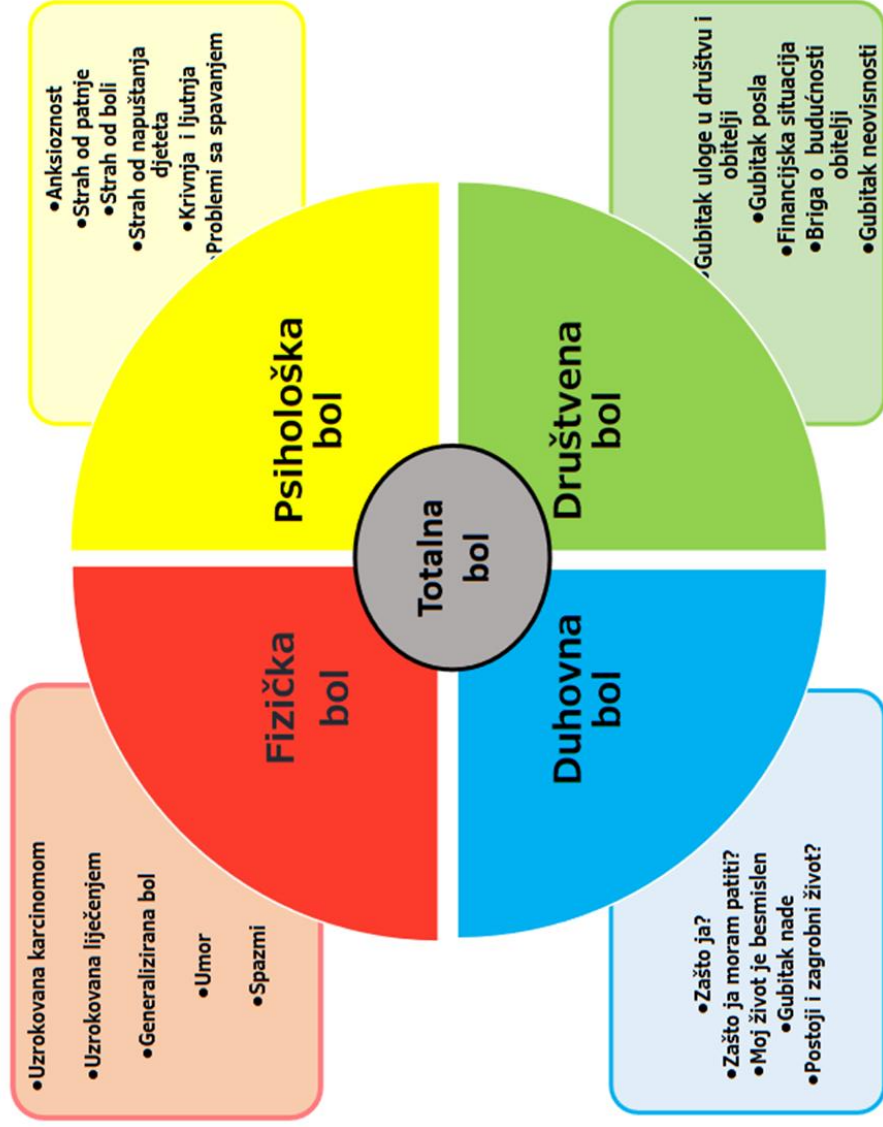 •Uzrokovana karcinomom
•Uzrokovana liječenjem
•Generalizirana bol
•Umor
•Spazmi
•Anksioznost
•Strah od patnje
•Strah od boli
•Strah od napuštanja
djeteta
•Krivnja i ljutnja
•Problemi sa spavanjem
Fizička
bol
Psihološka
bol
Totalna
bol
Duhovna
bol
Društvena
bol
•Zašto ja?
•Zašto ja moram patiti?
•Moj život je besmislen
•Gubitak nade
•Postoji i zagrobni život?
•Gubitak uloge u društvu i
obitelji
•Gubitak posla
•Financijska situacija
•Briga o budućnosti
obitelji
•Gubitak neovisnosti